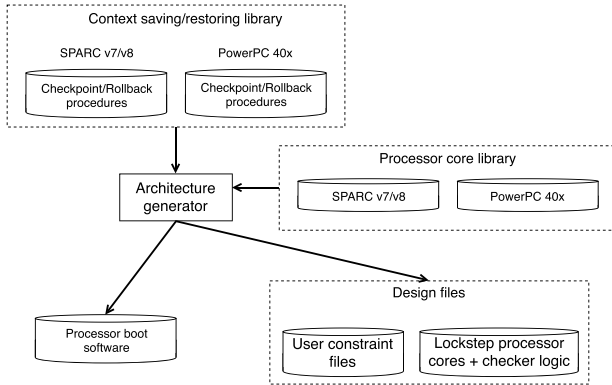 Context saving/restoring library
SPARC v7/v8
PowerPC 40x
Checkpoint/Rollback
procedures
Checkpoint/Rollback
procedures
Processor core library
SPARC v7/v8
PowerPC 40x
Architecture
generator
Design files
Processor boot
software
User constraint
files
Lockstep processor
cores + checker logic